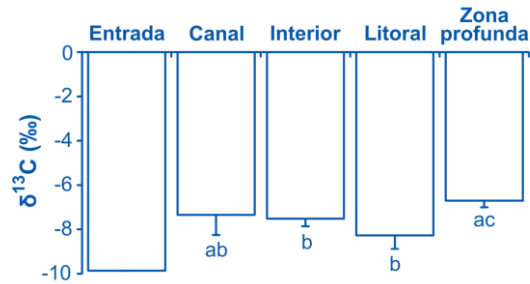 Entrada
Canal
Interior
Litoral
Zona
profunda
δ¹³C (‰)
0
-2
-4
-6
-8
-10
ab
b
b
ac